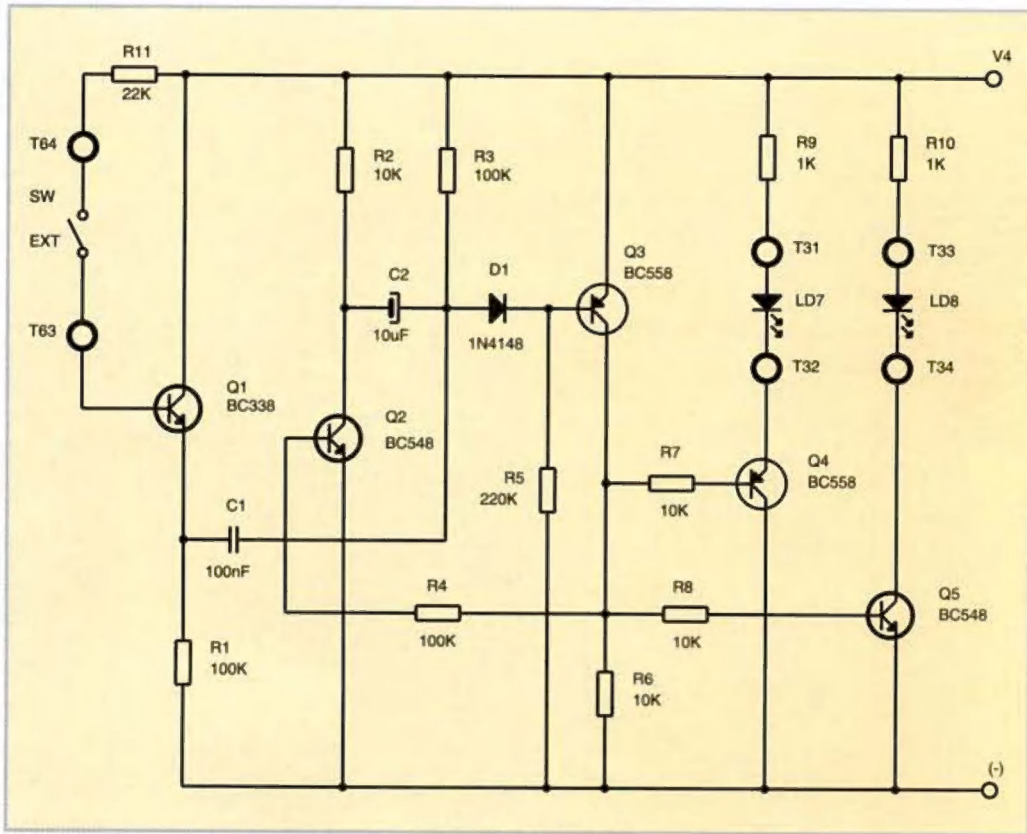 R11
22K
V4
T64
SW
EXT
T63
R2
10K
R3
100K
R9
1K
R10
1K
C2
10uF
D1
1N4148
Q3
BC558
T31
T33
LD7
LD8
T32
T34
Q1
BC338
Q2
BC548
R5
220K
R7
10K
Q4
BC558
C1
100nF
R4
100K
R8
10K
Q5
BC548
R1
100K
R6
10K
(-)